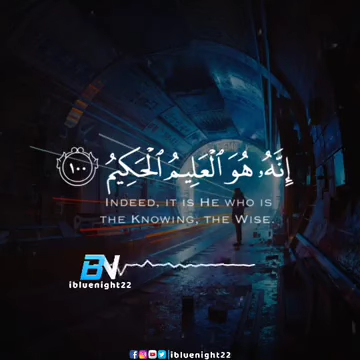 إِنَّهُۥ هُوَ ٱلْعَلِيمُ ٱلْحَكِيمُ ١٠٠
INDEED, IT IS HE WHO IS
THE KNOWING, THE WISE.
BN
ibluenight22
ibluenight22